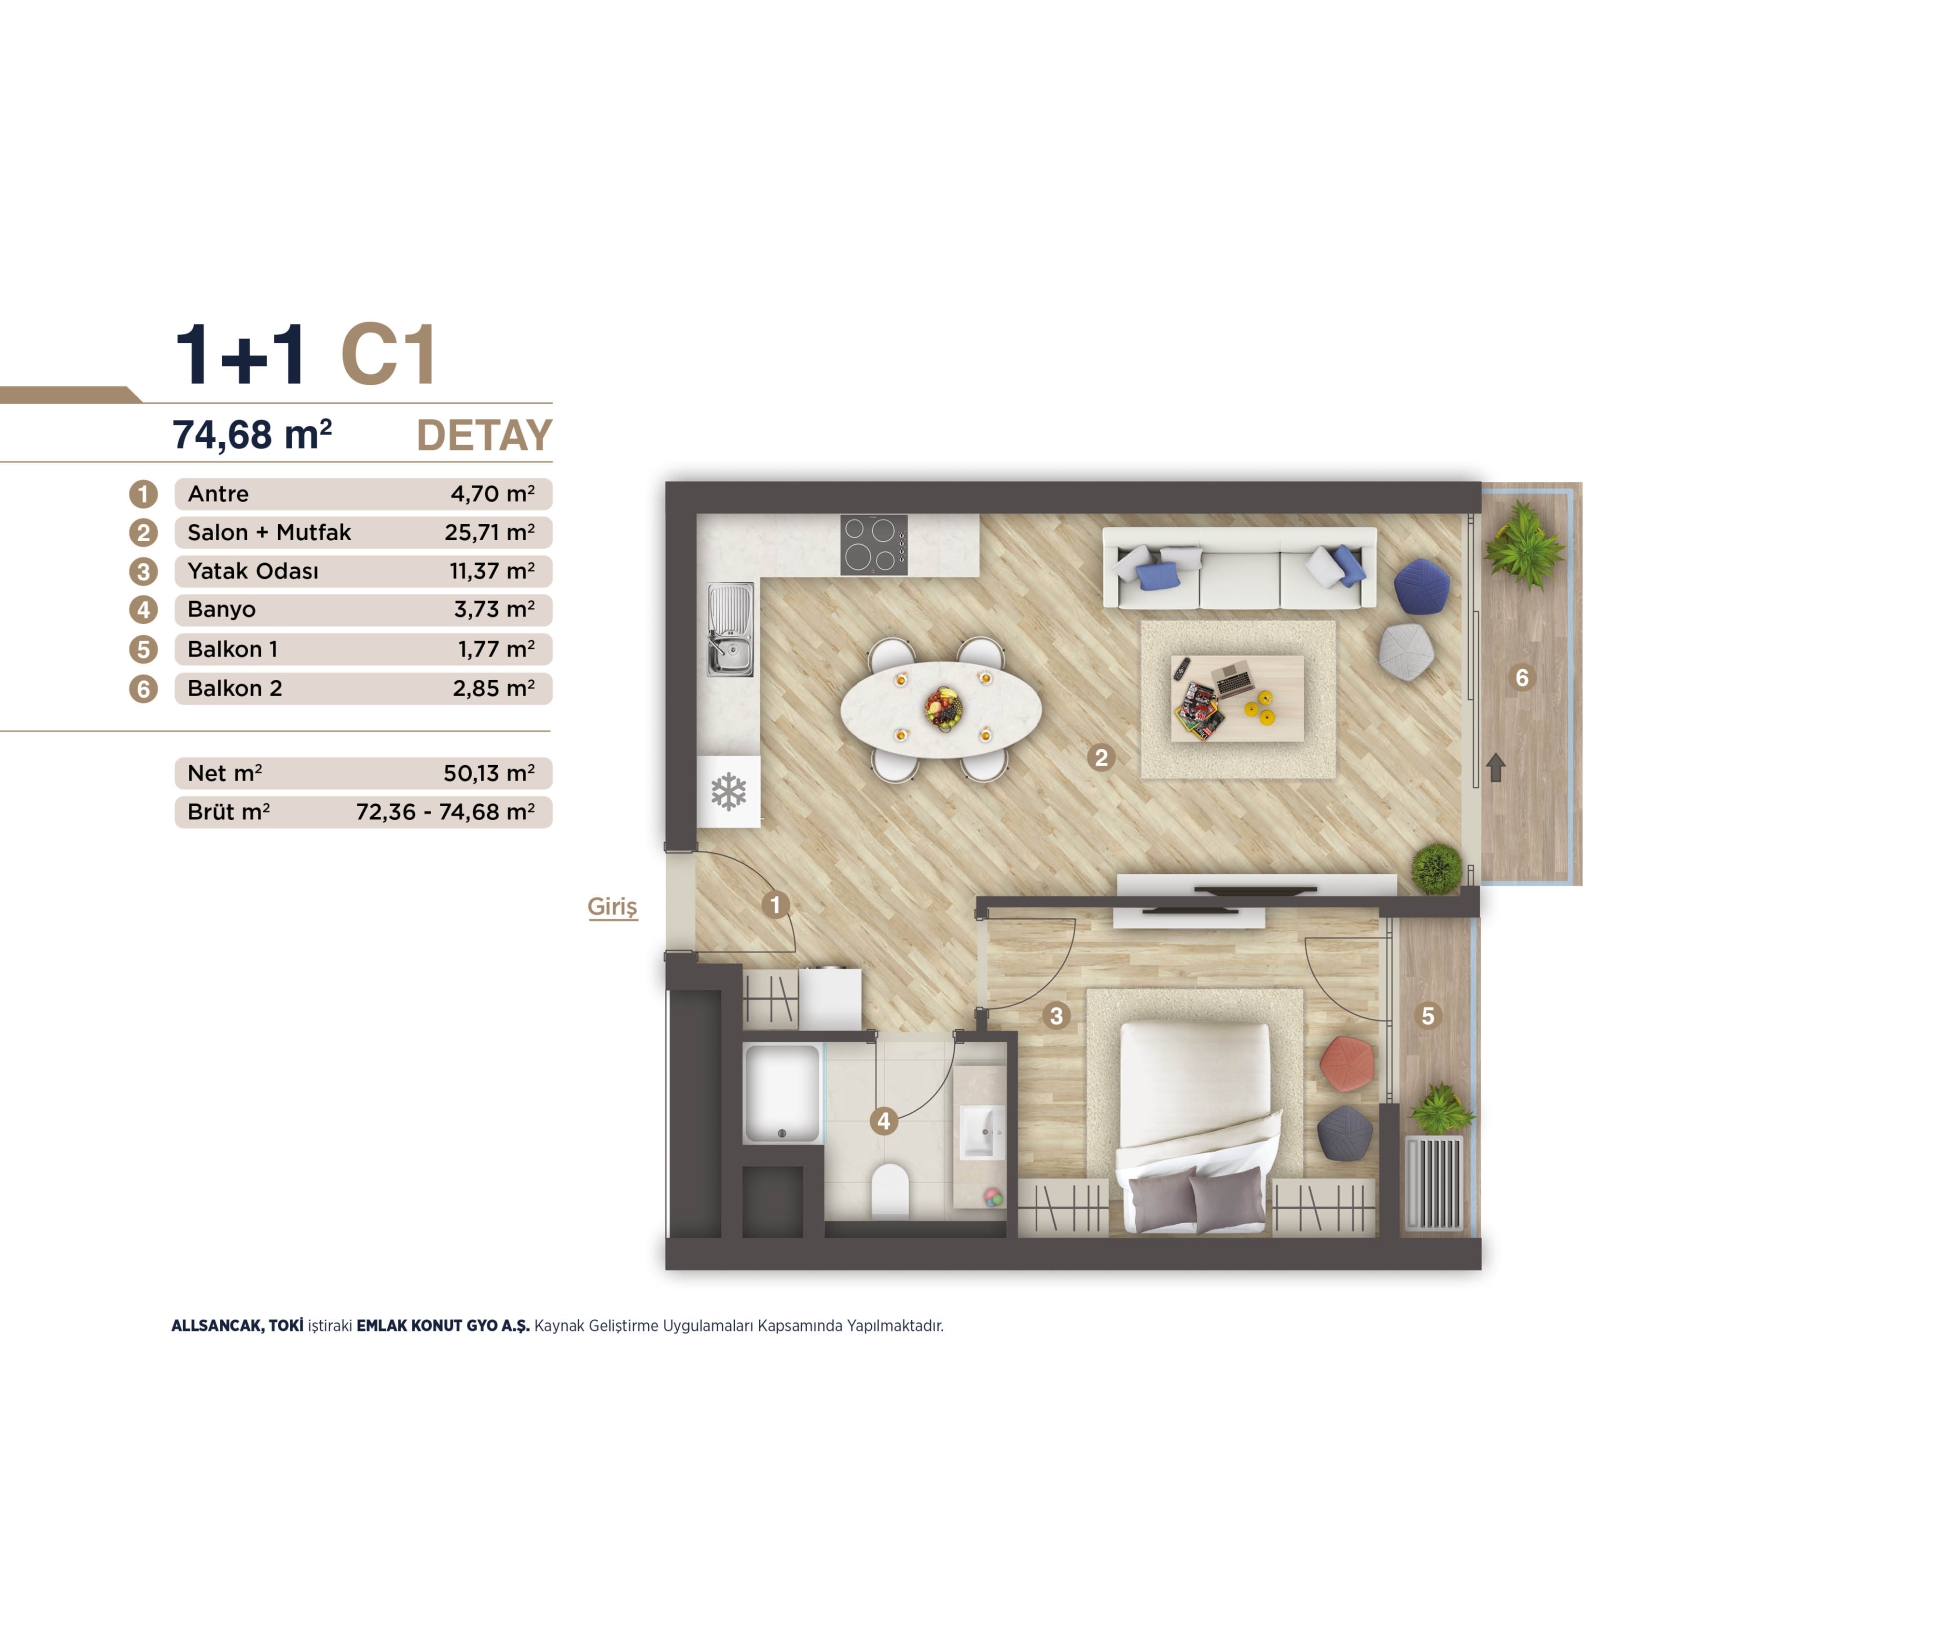 1+1 C1
74,68 m² DETAY
1 Antre 4,70 m²
2 Salon + Mutfak 25,71 m²
3 Yatak Odası 11,37 m²
4 Banyo 3,73 m²
5 Balkon 1 1,77 m²
6 Balkon 2 2,85 m²
Net m² 50,13 m²
Brüt m² 72,36 - 74,68 m²
6
2
Giriş
1
3
5
4
ALLSANCAK, TOKİ iştiraki EMLAK KONUT GYO A.Ş. Kaynak Geliştirme Uygulamaları Kapsamında Yapılmaktadır.